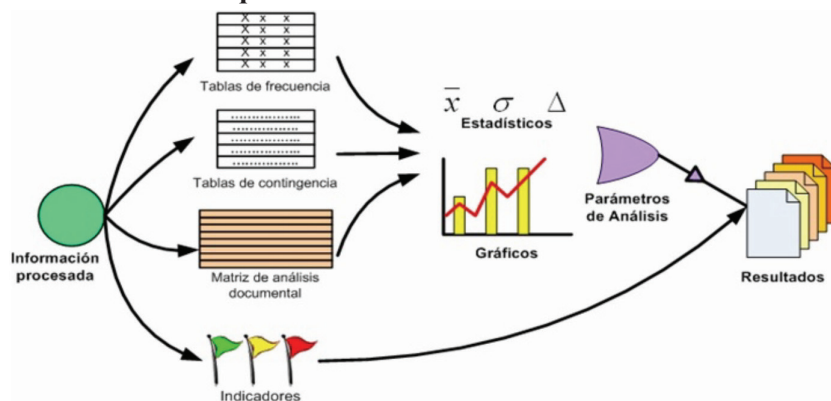 X X X
X X X
X X X
X X X
X X X
Tablas de frecuencia
Tablas de contingencia
Información
procesada
Matriz de análisis
documental
Indicadores
x̄ σ Δ
Estadísticos
Gráficos
Parámetros
de Análisis
Resultados